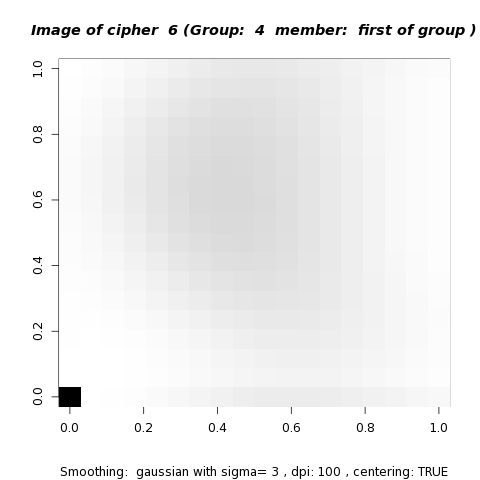 Image of cipher 6 (Group: 4 member: first of group )
1.0
0.8
0.6
0.4
0.2
0.0
0.0 0.2 0.4 0.6 0.8 1.0
Smoothing: gaussian with sigma= 3 , dpi: 100 , centering: TRUE